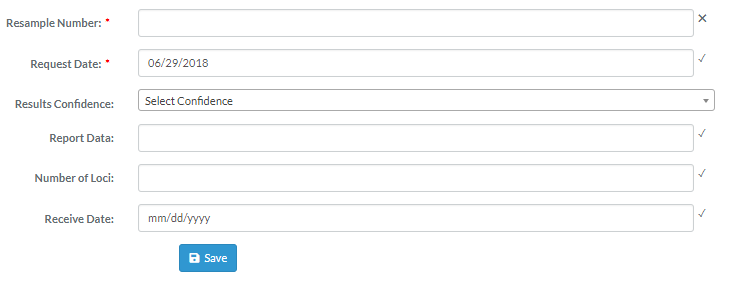 Resample Number: *
Request Date: * 06/29/2018
Results Confidence: Select Confidence
Report Data:
Number of Loci:
Receive Date: mm/dd/yyyy
Save